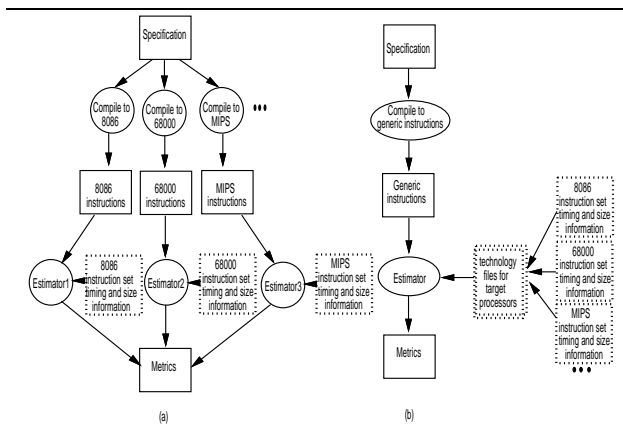 Specification
Compile to
8086
Compile to
68000
Compile to
MIPS
•••
8086
instructions
68000
instructions
MIPS
instructions
Estimator1
8086
instruction set
timing and size
information
Estimator2
68000
instruction set
timing and size
information
Estimator3
MIPS
instruction set
timing and size
information
Metrics
(a)
Specification
Compile to
generic instructions
Generic
instructions
Estimator
technology
files for
target
processors
8086
instruction set
timing and size
information
68000
instruction set
timing and size
information
MIPS
instruction set
timing and size
information
•••
Metrics
(b)